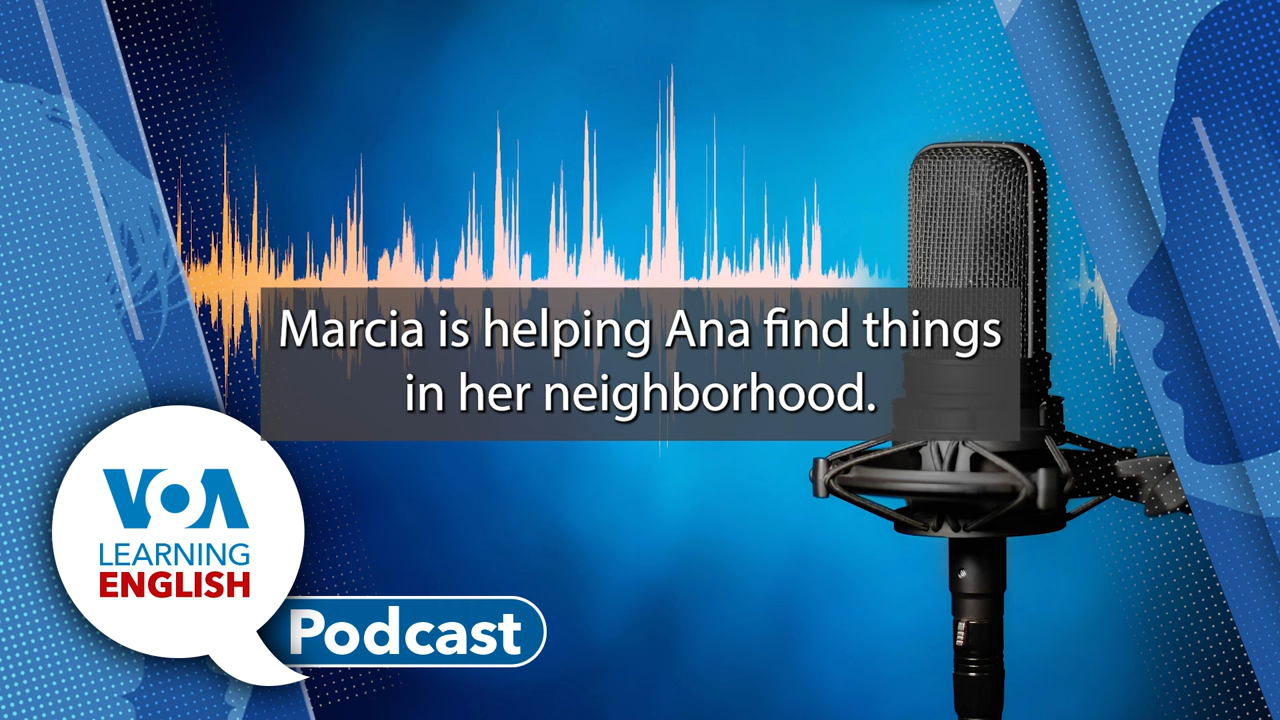 Marcia is helping Ana find things
in her neighborhood.
VOA
LEARNING
ENGLISH
Podcast